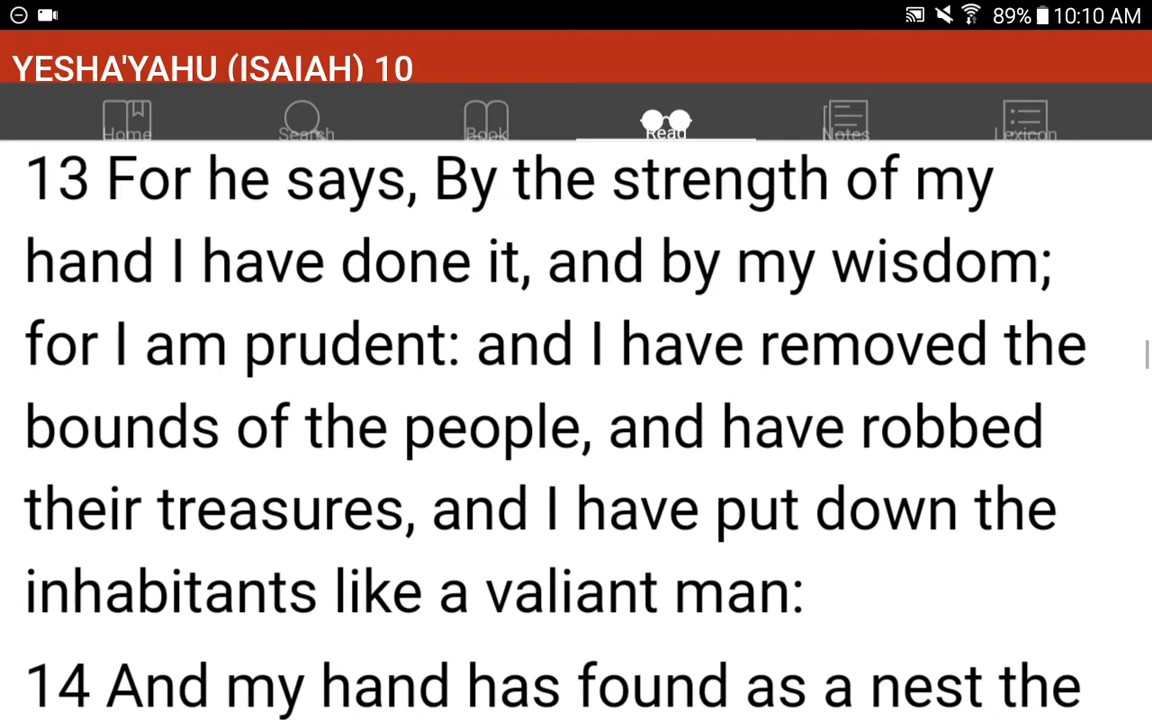 89% 10:10 AM
YESHA'YAHU (ISAIAH) 10
Home Search Book Read Notes Lexicon
13 For he says, By the strength of my
hand I have done it, and by my wisdom;
for I am prudent: and I have removed the
bounds of the people, and have robbed
their treasures, and I have put down the
inhabitants like a valiant man:
14 And my hand has found as a nest the